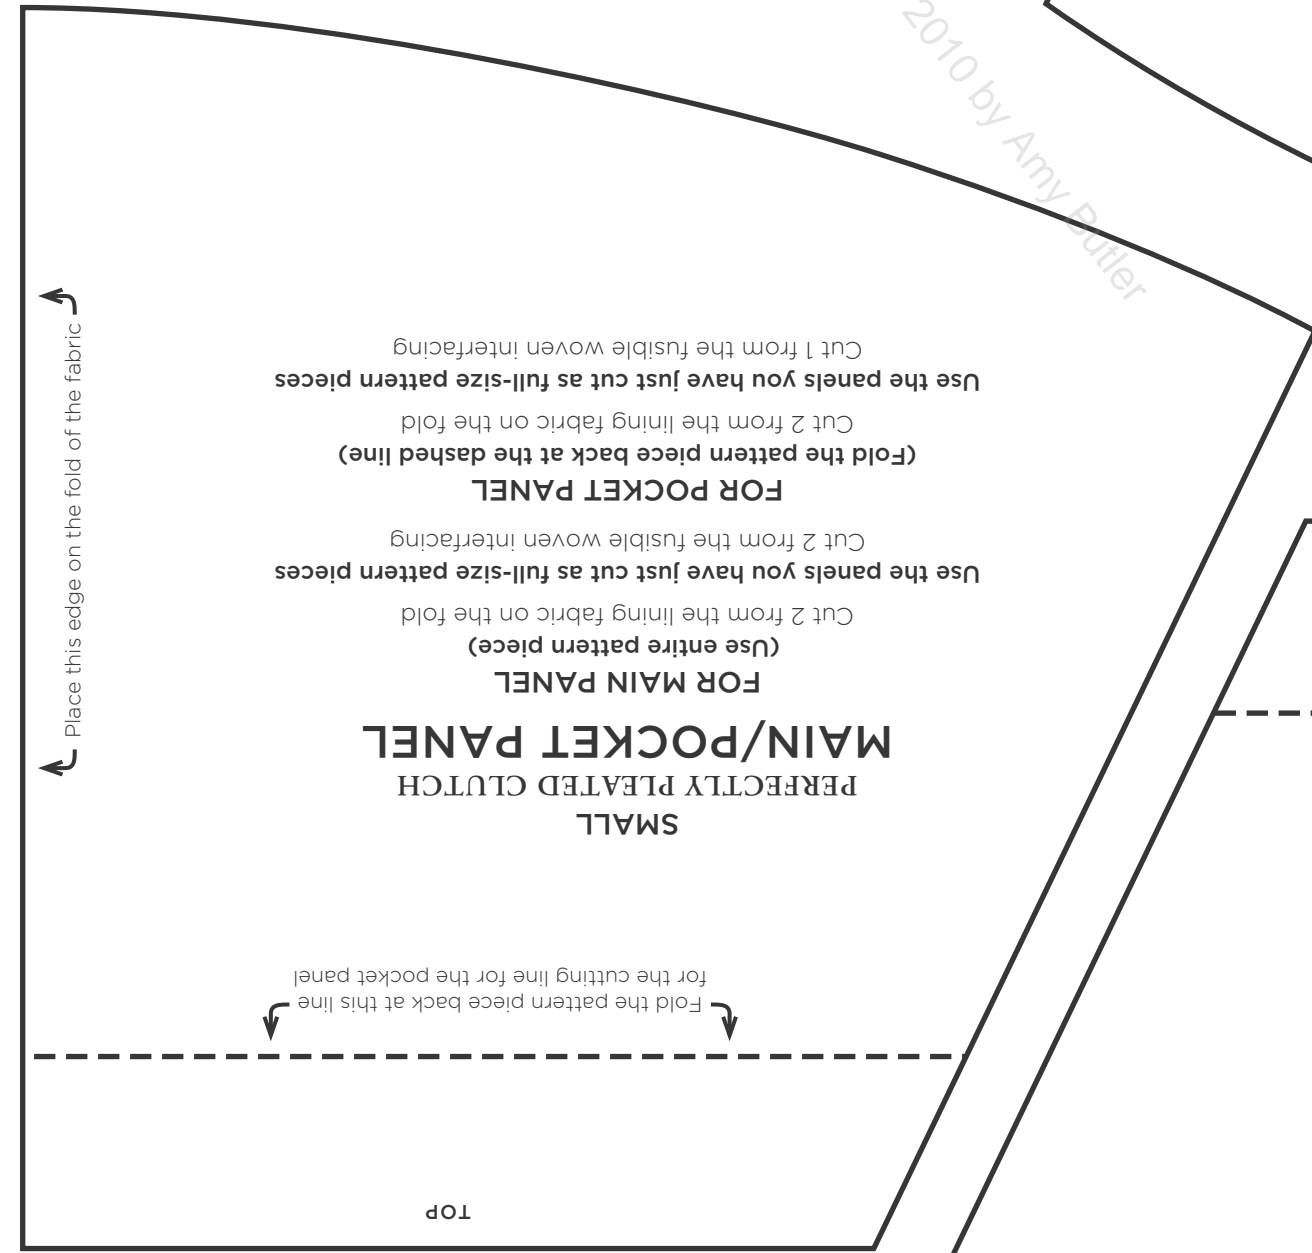 TOP
Fold the pattern piece back at this line
for the cutting line for the pocket panel
SMALL
PERFECTLY PLEATED CLUTCH
MAIN/POCKET PANEL
FOR MAIN PANEL
(Use entire pattern piece)
Cut 2 from the lining fabric on the fold
Use the panels you have just cut as full-size pattern pieces
Cut 2 from the fusible woven interfacing
FOR POCKET PANEL
(Fold the pattern piece back at the dashed line)
Cut 2 from the lining fabric on the fold
Use the panels you have just cut as full-size pattern pieces
Cut 1 from the fusible woven interfacing
Place this edge on the fold of the fabric
2010 by Amy Butler